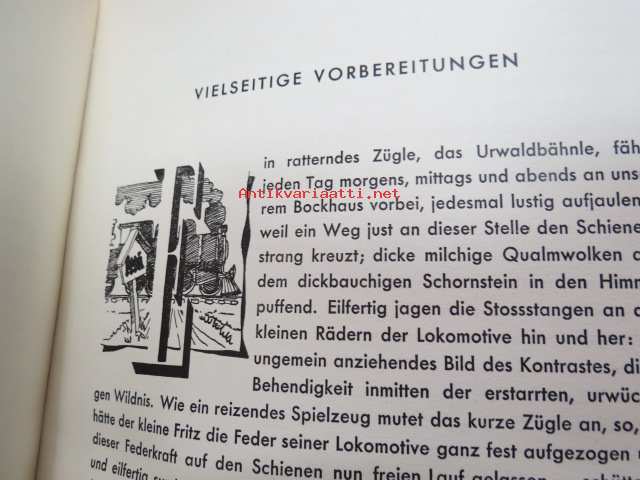 VIELSEITIGE VORBEREITUNGEN
in ratterndes Zügle, das Urwaldbähnle, fäh
jeden Tag morgens, mittags und abends an uns
Antikvariaatti.net
rem Bockhaus vorbei, jedesmal lustig aufjaulen
weil ein Weg just an dieser Stelle den Schiene
strang kreuzt; dicke milchige Qualmwolken a
dem dickbauchigen Schornstein in den Himm
puffend. Eilfertig jagen die Stossstangen an d
kleinen Rädern der Lokomotive hin und her:
ungemein anziehendes Bild des Kontrastes, di
Behendigkeit inmitten der erstarrten, urwüc
gen Wildnis. Wie ein reizendes Spielzeug mutet das kurze Zügle an, so,
hätte der kleine Fritz die Feder seiner Lokomotive ganz fest aufgezogen u
dieser Federkraft auf den Schienen nun freien Lauf gelassen
und eilfertig